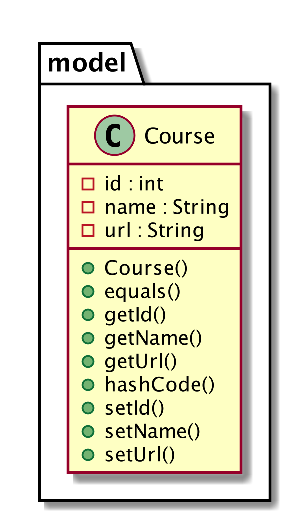 model
C Course
id : int
name : String
url : String
Course()
equals()
getId()
getName()
getUrl()
hashCode()
setId()
setName()
setUrl()